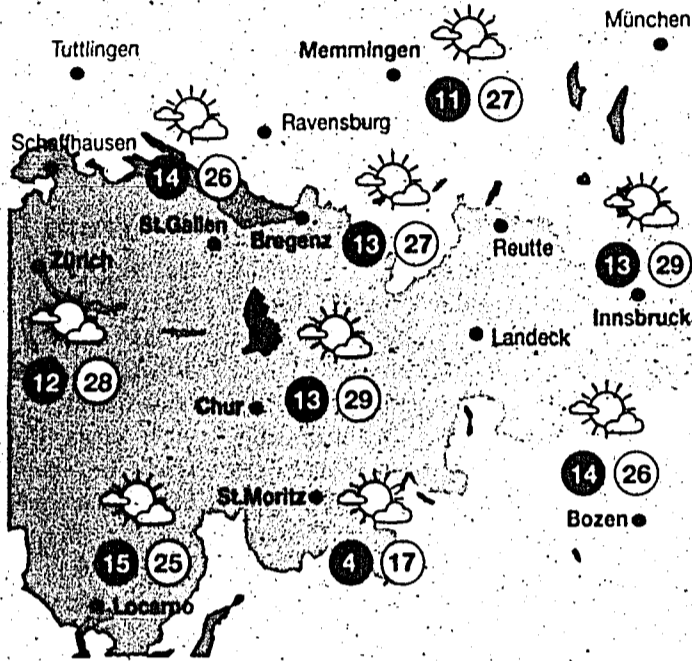 München
Tuttlingen
Memmingen
11 27
Ravensburg
Schaffhausen
14 26
St.Gallen
Bregenz
13 27
Reutte
Zürich
13 29
Innsbruck
Landeck
12 28
Chur
13 29
14 26
St.Moritz
Bozen
15 25
4 17
Locarno